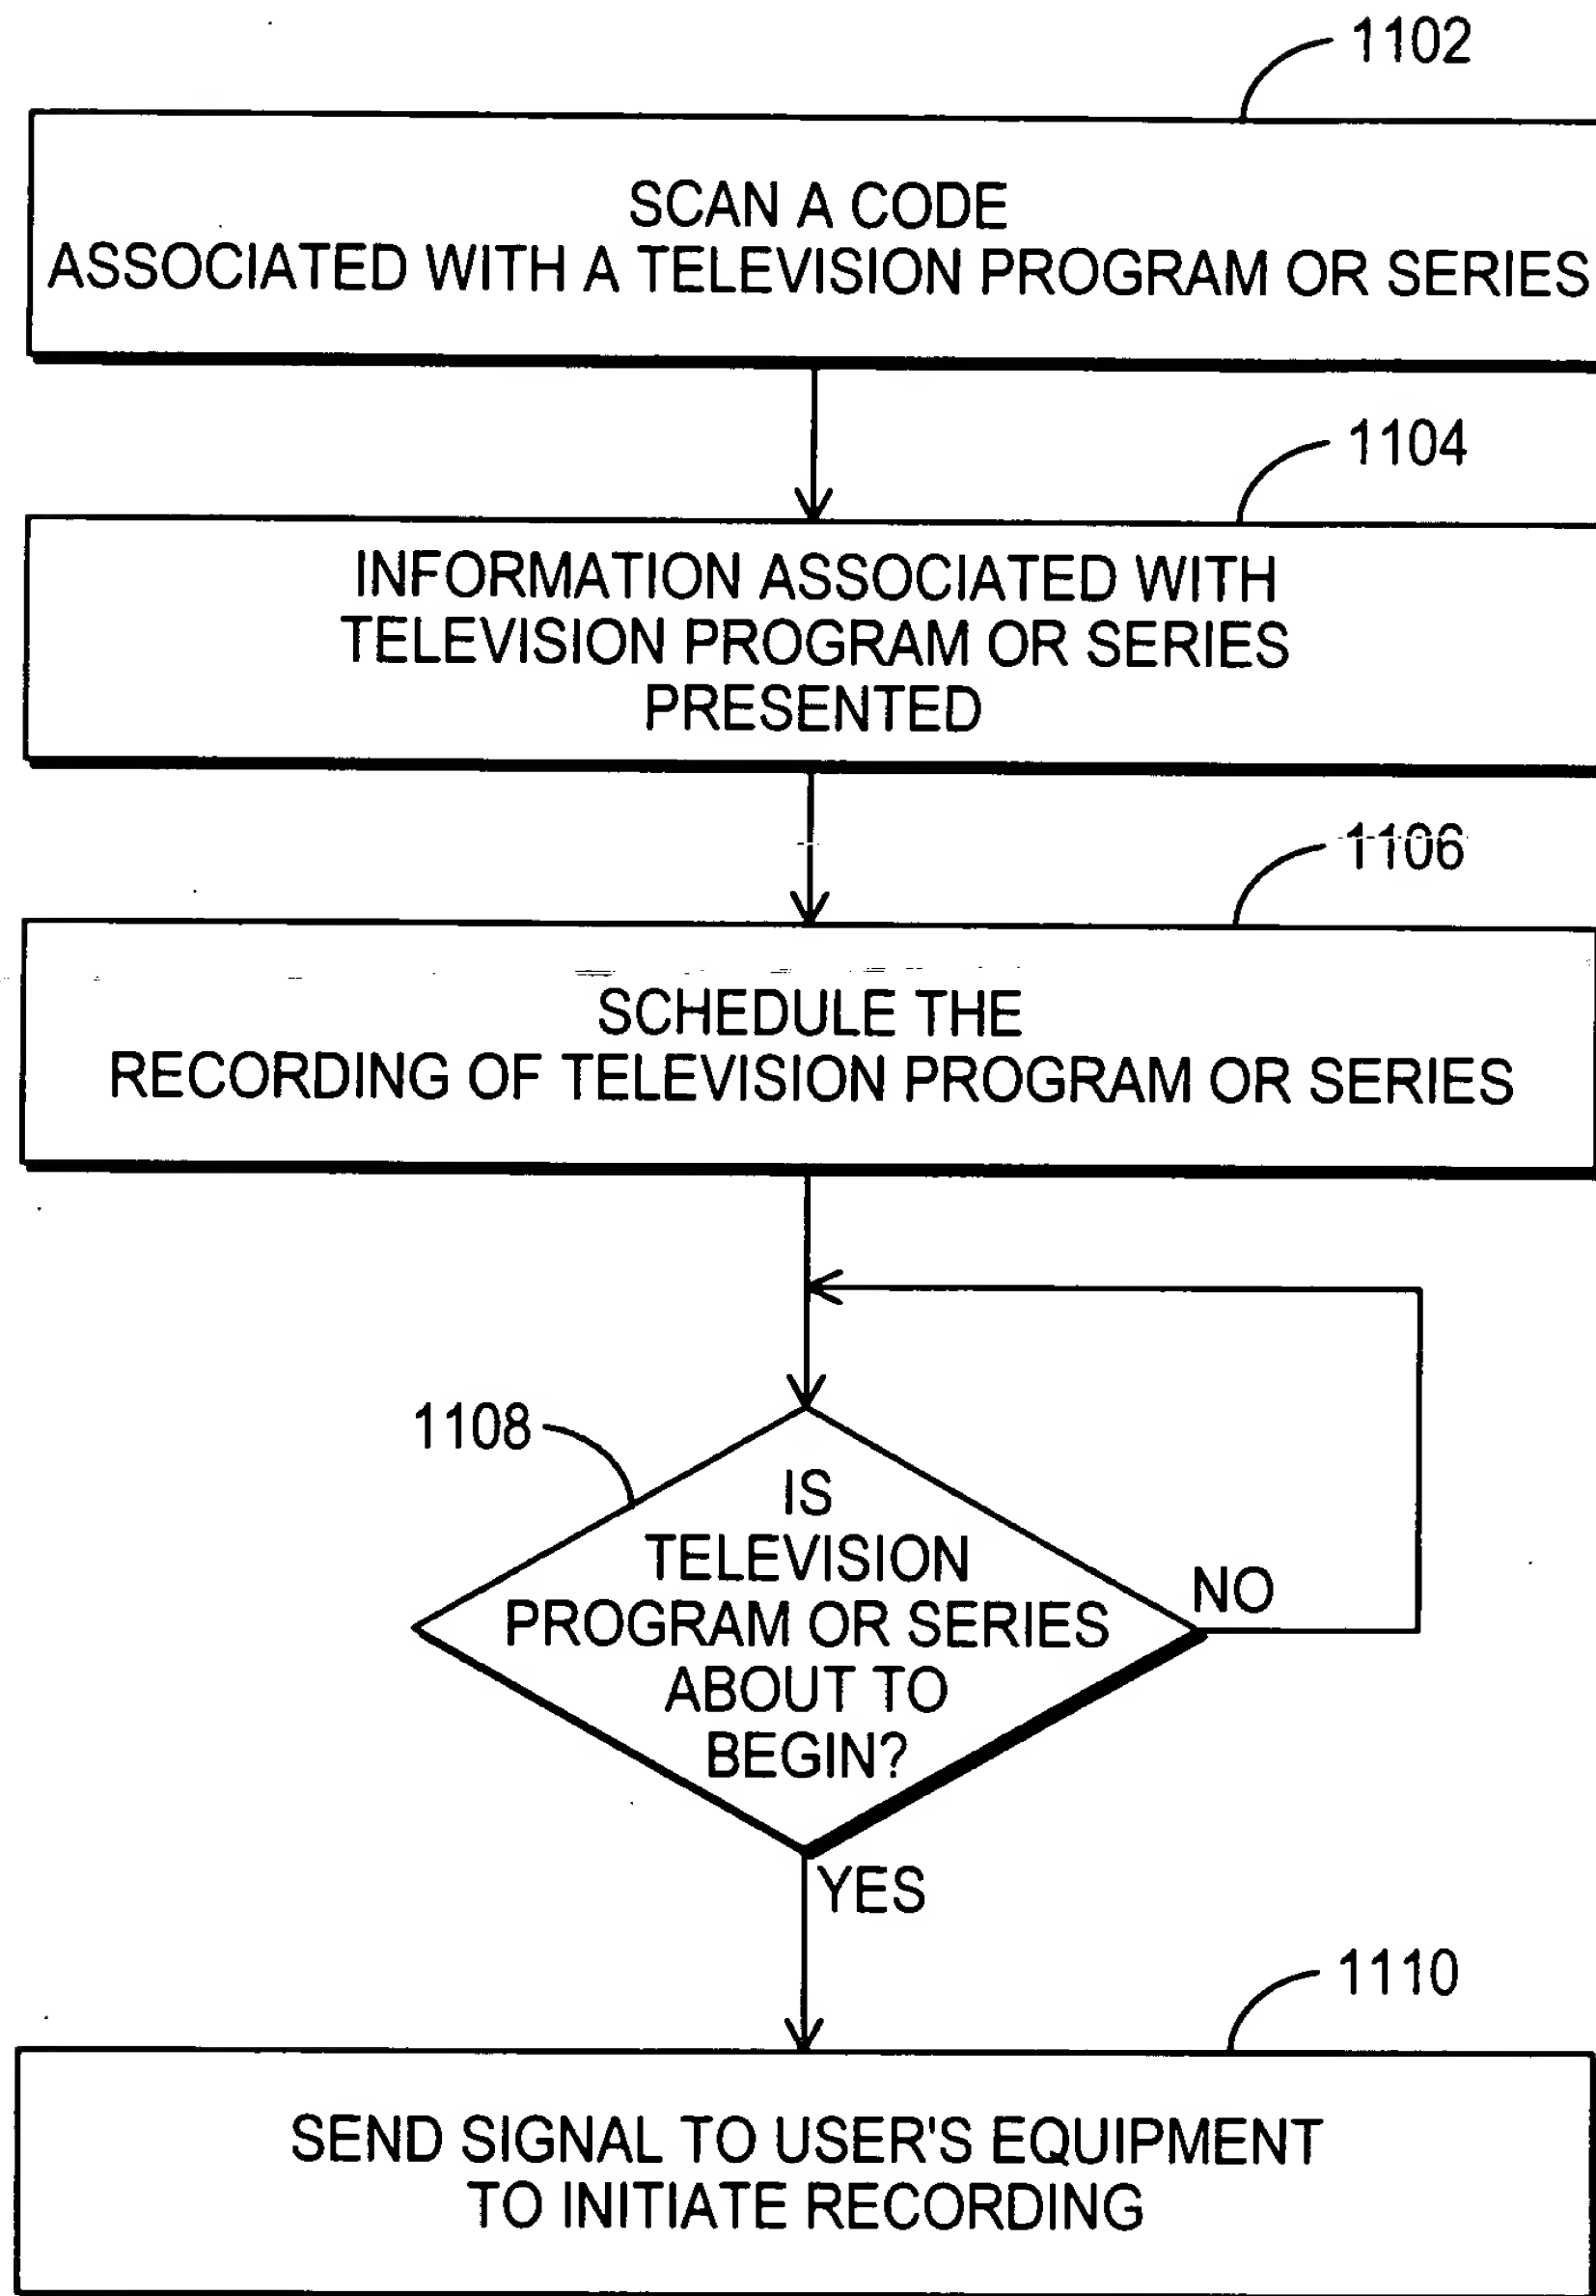 1102
SCAN A CODE
ASSOCIATED WITH A TELEVISION PROGRAM OR SERIES
1104
INFORMATION ASSOCIATED WITH
TELEVISION PROGRAM OR SERIES
PRESENTED
1106
SCHEDULE THE
RECORDING OF TELEVISION PROGRAM OR SERIES
1108
IS
TELEVISION
PROGRAM OR SERIES
ABOUT TO
BEGIN?
NO
YES
1110
SEND SIGNAL TO USER'S EQUIPMENT
TO INITIATE RECORDING